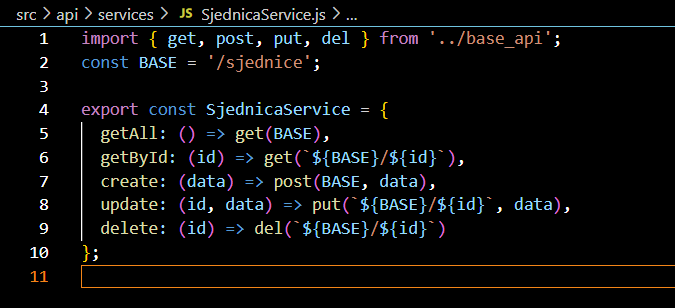 src > api > services > JS SjednicaService.js > ...
1 import { get, post, put, del } from '../base_api';
2 const BASE = '/sjednice';
3
4 export const SjednicaService = {
5   getAll: () => get(BASE),
6   getById: (id) => get(`${BASE}/${id}`),
7   create: (data) => post(BASE, data),
8   update: (id, data) => put(`${BASE}/${id}`, data),
9   delete: (id) => del(`${BASE}/${id}`)
10 };
11